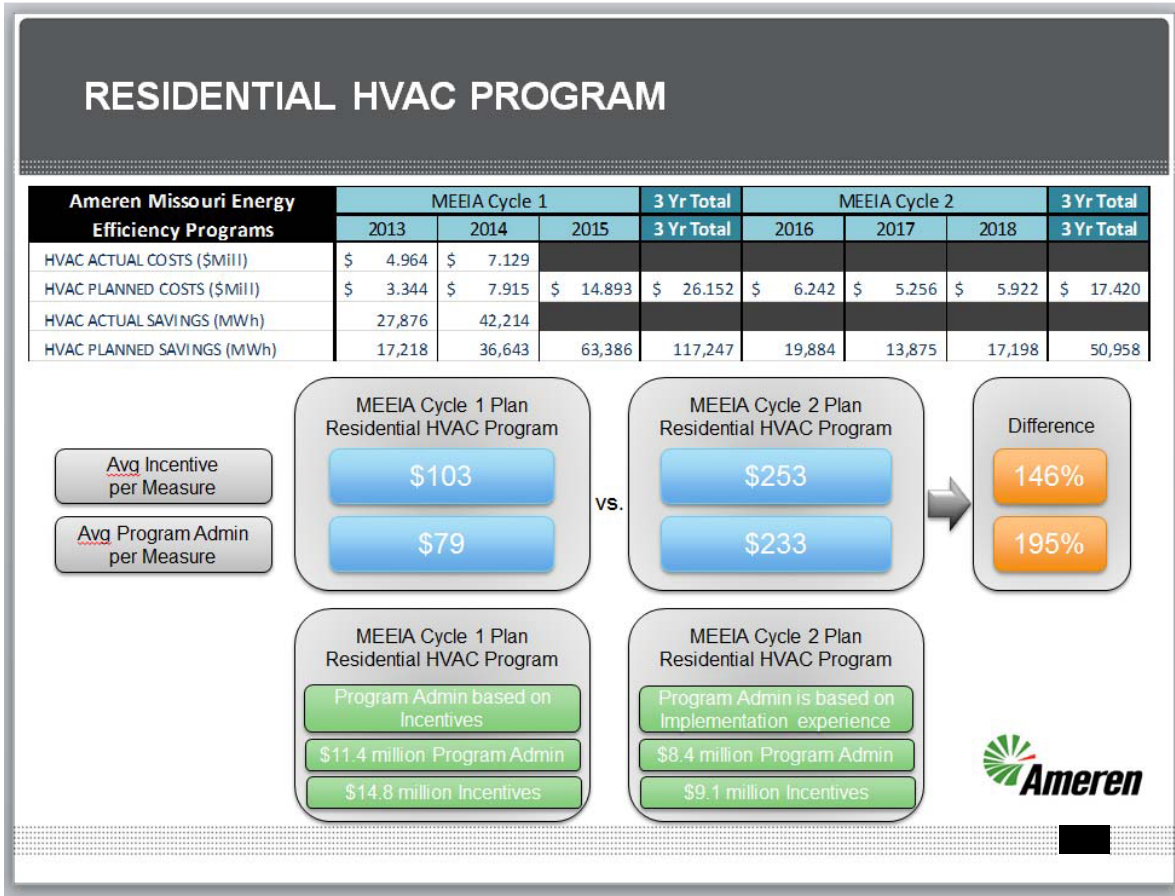 RESIDENTIAL HVAC PROGRAM
Ameren Missouri Energy MEEIA Cycle 1 3 Yr Total MEEIA Cycle 2 3 Yr Total
Efficiency Programs 2013 2014 2015 3 Yr Total 2016 2017 2018 3 Yr Total
HVAC ACTUAL COSTS ($Mill) $ 4.964 $ 7.129
HVAC PLANNED COSTS ($Mill) $ 3.344 $ 7.915 $ 14.893 $ 26.152 $ 6.242 $ 5.256 $ 5.922 $ 17.420
HVAC ACTUAL SAVINGS (MWh) 27,876 42,214
HVAC PLANNED SAVINGS (MWh) 17,218 36,643 63,386 117,247 19,884 13,875 17,198 50,958
Avg Incentive
per Measure
Avg Program Admin
per Measure
MEEIA Cycle 1 Plan
Residential HVAC Program
$103
$79
vs.
MEEIA Cycle 2 Plan
Residential HVAC Program
$253
$233
Difference
146%
195%
MEEIA Cycle 1 Plan
Residential HVAC Program
Program Admin based on
Incentives
$11.4 million Program Admin
$14.8 million Incentives
MEEIA Cycle 2 Plan
Residential HVAC Program
Program Admin is based on
Implementation experience
$8.4 million Program Admin
$9.1 million Incentives
Ameren